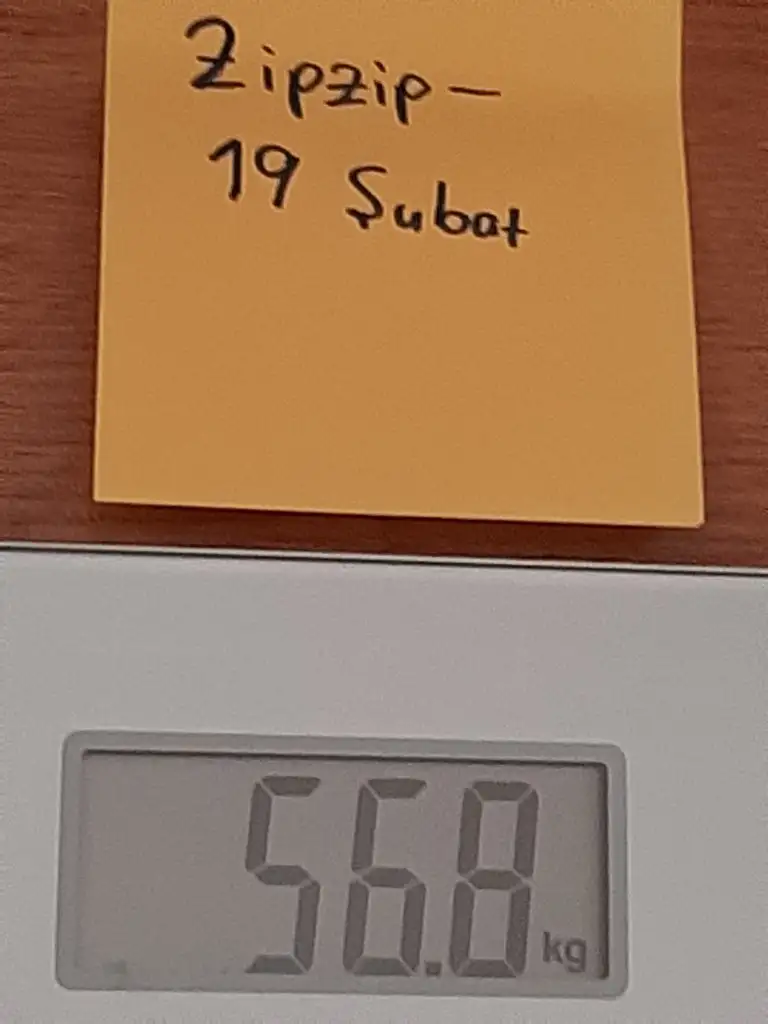 Zipzip-
19 Şubat
56.8 kg